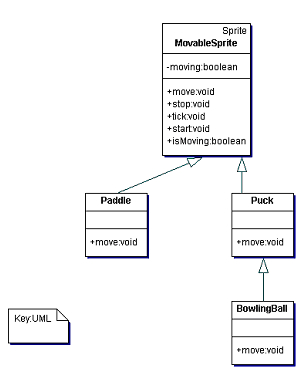 Sprite
MovableSprite
-moving:boolean
+move:void
+stop:void
+tick:void
+start:void
+isMoving:boolean
Paddle
+move:void
Puck
+move:void
BowlingBall
+move:void
Key:UML